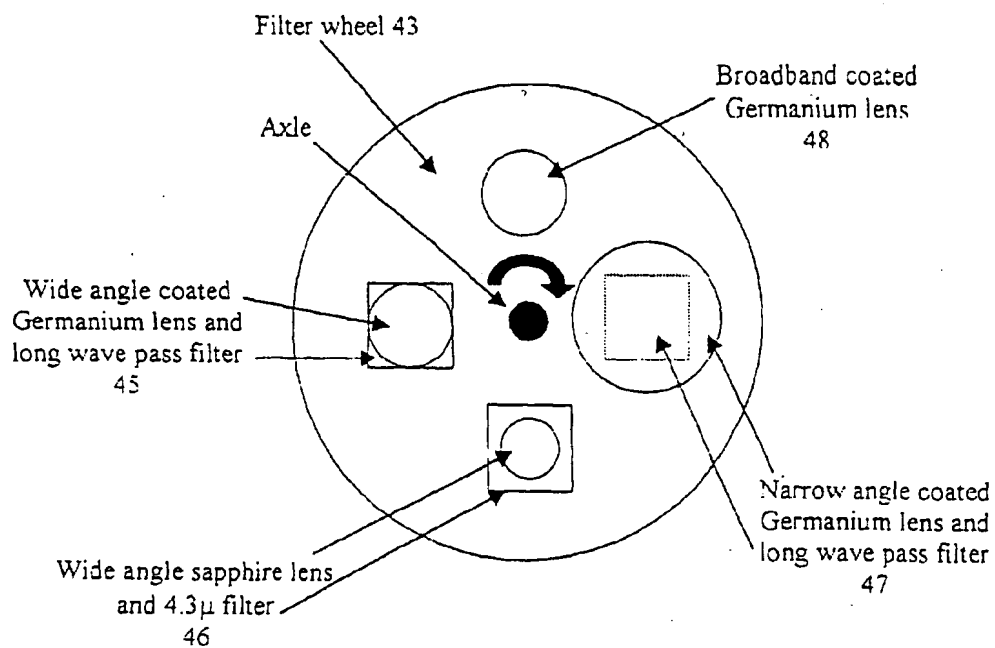 Filter wheel 43
Broadband coated
Germanium lens
48
Axle
Wide angle coated
Germanium lens and
long wave pass filter
45
Narrow angle coated
Germanium lens and
long wave pass filter
47
Wide angle sapphire lens
and 4.3μ filter
46